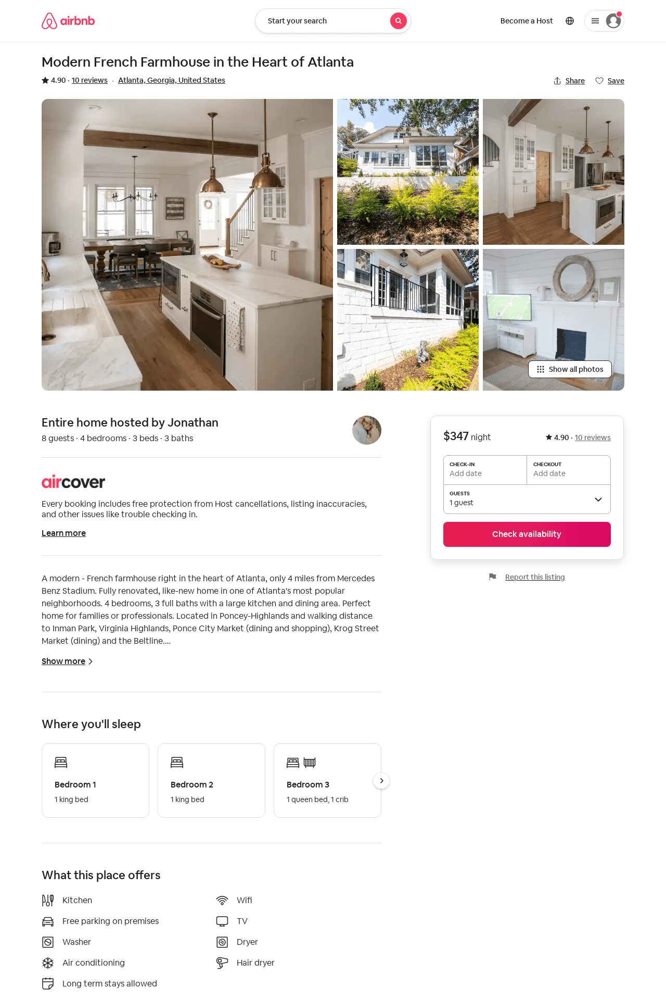 airbnb
Start your search
Become a Host
Modern French Farmhouse in the Heart of Atlanta
4.90 · 10 reviews · Atlanta, Georgia, United States
Share
Save
Show all photos
Entire home hosted by Jonathan
8 guests · 4 bedrooms · 3 beds · 3 baths
aircover
Every booking includes free protection from Host cancellations, listing inaccuracies,
and other issues like trouble checking in.
Learn more
A modern - French farmhouse right in the heart of Atlanta, only 4 miles from Mercedes
Benz Stadium. Fully renovated, like-new home in one of Atlanta's most popular
neighborhoods. 4 bedrooms, 3 full baths with a large kitchen and dining area. Perfect
home for families or professionals. Located in Poncey-Highlands and walking distance
to Inman Park, Virginia Highlands, Ponce City Market (dining and shopping), Krog Street
Market (dining) and the Beltline....
Show more
$347 night
4.90 · 10 reviews
CHECK-IN
Add date
CHECKOUT
Add date
GUESTS
1 guest
Check availability
Report this listing
Where you'll sleep
Bedroom 1
1 king bed
Bedroom 2
1 king bed
Bedroom 3
1 queen bed, 1 crib
What this place offers
Kitchen
Wifi
Free parking on premises
TV
Washer
Dryer
Air conditioning
Hair dryer
Long term stays allowed